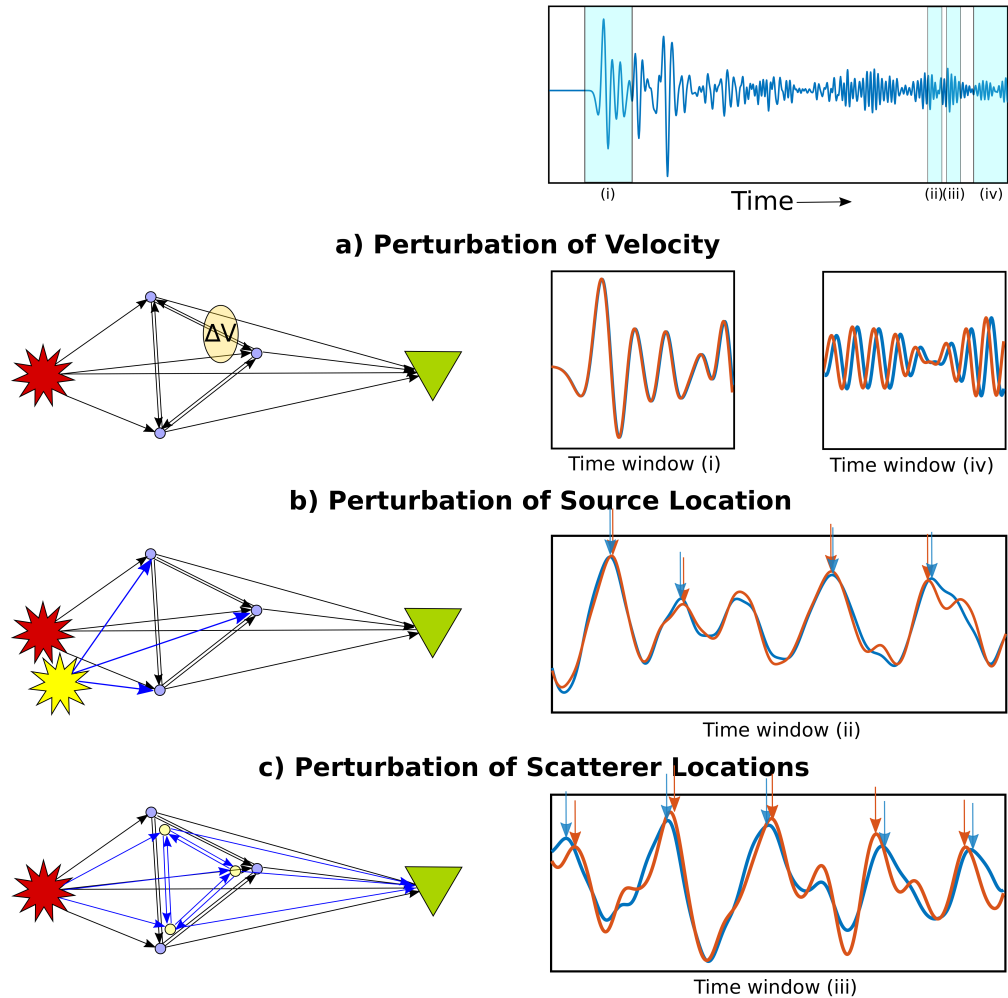 (i)
(ii)
(iii)
(iv)
Time
a) Perturbation of Velocity
ΔV
Time window (i)
Time window (iv)
b) Perturbation of Source Location
Time window (ii)
c) Perturbation of Scatterer Locations
Time window (iii)